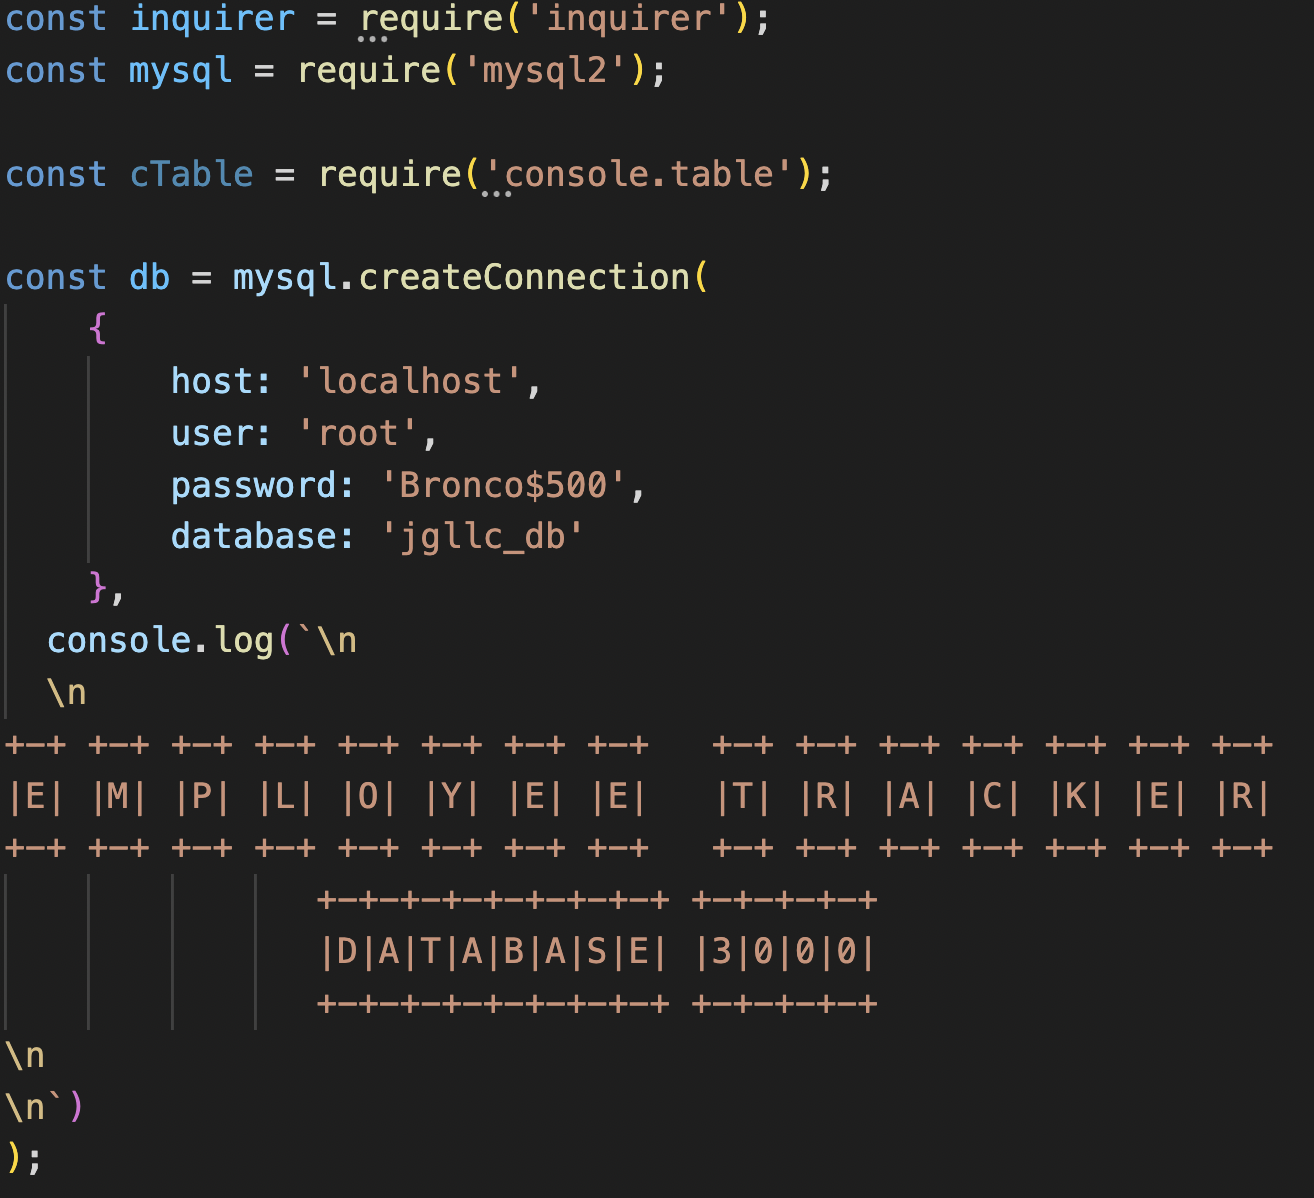 const inquirer = require('inquirer');
const mysql = require('mysql2');
const cTable = require('console.table');
const db = mysql.createConnection(
    {
        host: 'localhost',
        user: 'root',
        password: 'Bronco$500',
        database: 'jgllc_db'
    },
  console.log(`\n
  \n
+-+ +-+ +-+ +-+ +-+ +-+ +-+ +-+   +-+ +-+ +-+ +-+ +-+ +-+ +-+
|E| |M| |P| |L| |O| |Y| |E| |E|   |T| |R| |A| |C| |K| |E| |R|
+-+ +-+ +-+ +-+ +-+ +-+ +-+ +-+   +-+ +-+ +-+ +-+ +-+ +-+ +-+
               +-+-+-+-+-+-+-+-+ +-+-+-+-+
               |D|A|T|A|B|A|S|E| |3|0|0|0|
               +-+-+-+-+-+-+-+-+ +-+-+-+-+
\n
\n`)
);